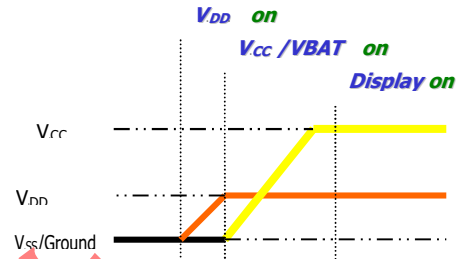 VDD on
VCC /VBAT on
Display on
VCC
VDD
VSS/Ground